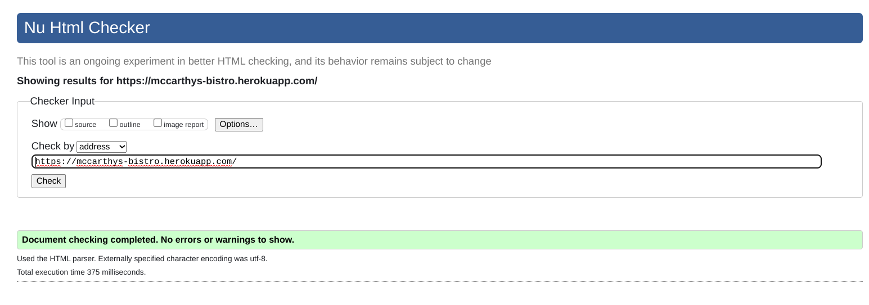 Nu Html Checker
This tool is an ongoing experiment in better HTML checking, and its behavior remains subject to change
Showing results for https://mccarthys-bistro.herokuapp.com/
Checker Input
Show source outline image report Options...
Check by address
https://mccarthys-bistro.herokuapp.com/
Check
Document checking completed. No errors or warnings to show.
Used the HTML parser. Externally specified character encoding was utf-8.
Total execution time 375 milliseconds.